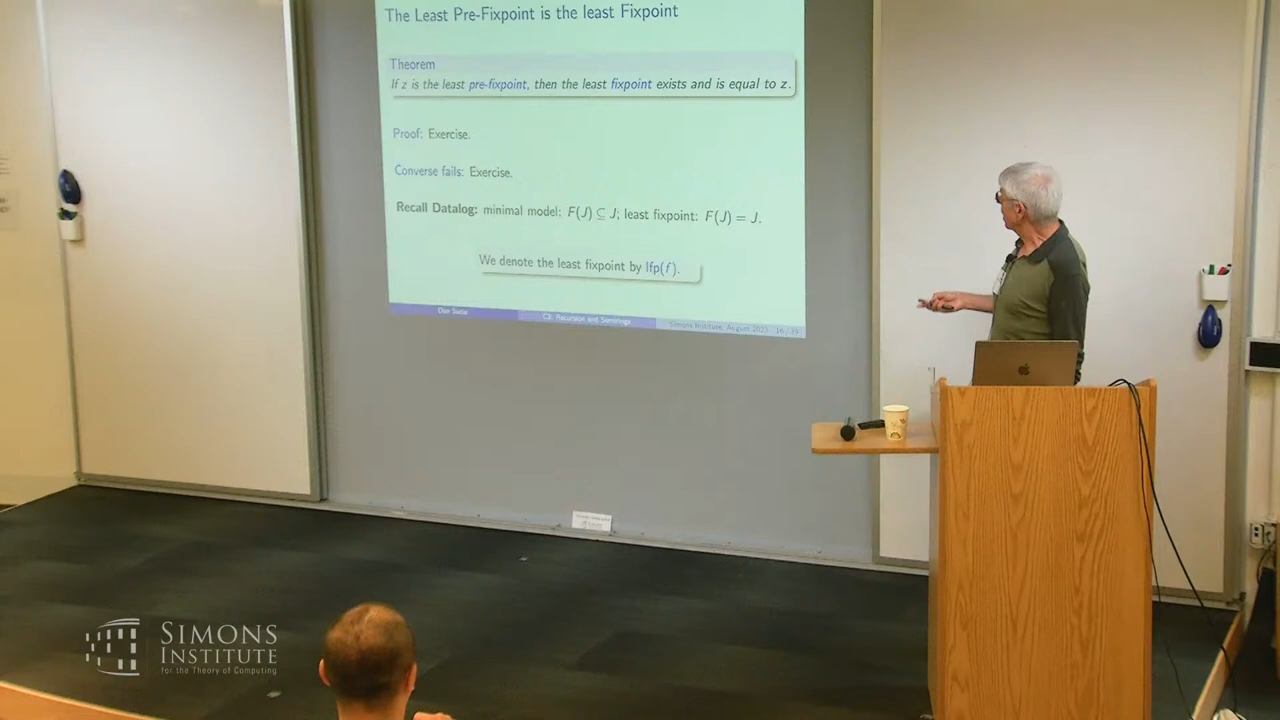 The Least Pre-Fixpoint is the least Fixpoint
Theorem
If z is the least pre-fixpoint, then the least fixpoint exists and is equal to z.
Proof: Exercise.
Converse fails: Exercise.
Recall Datalog: minimal model: F(J) ⊆ J; least fixpoint: F(J) = J.
We denote the least fixpoint by lfp(f).
Dan Suciu C3: Recursion and Semirings Simons Institute, August 2023
SIMONS
INSTITUTE
for the Theory of Computing